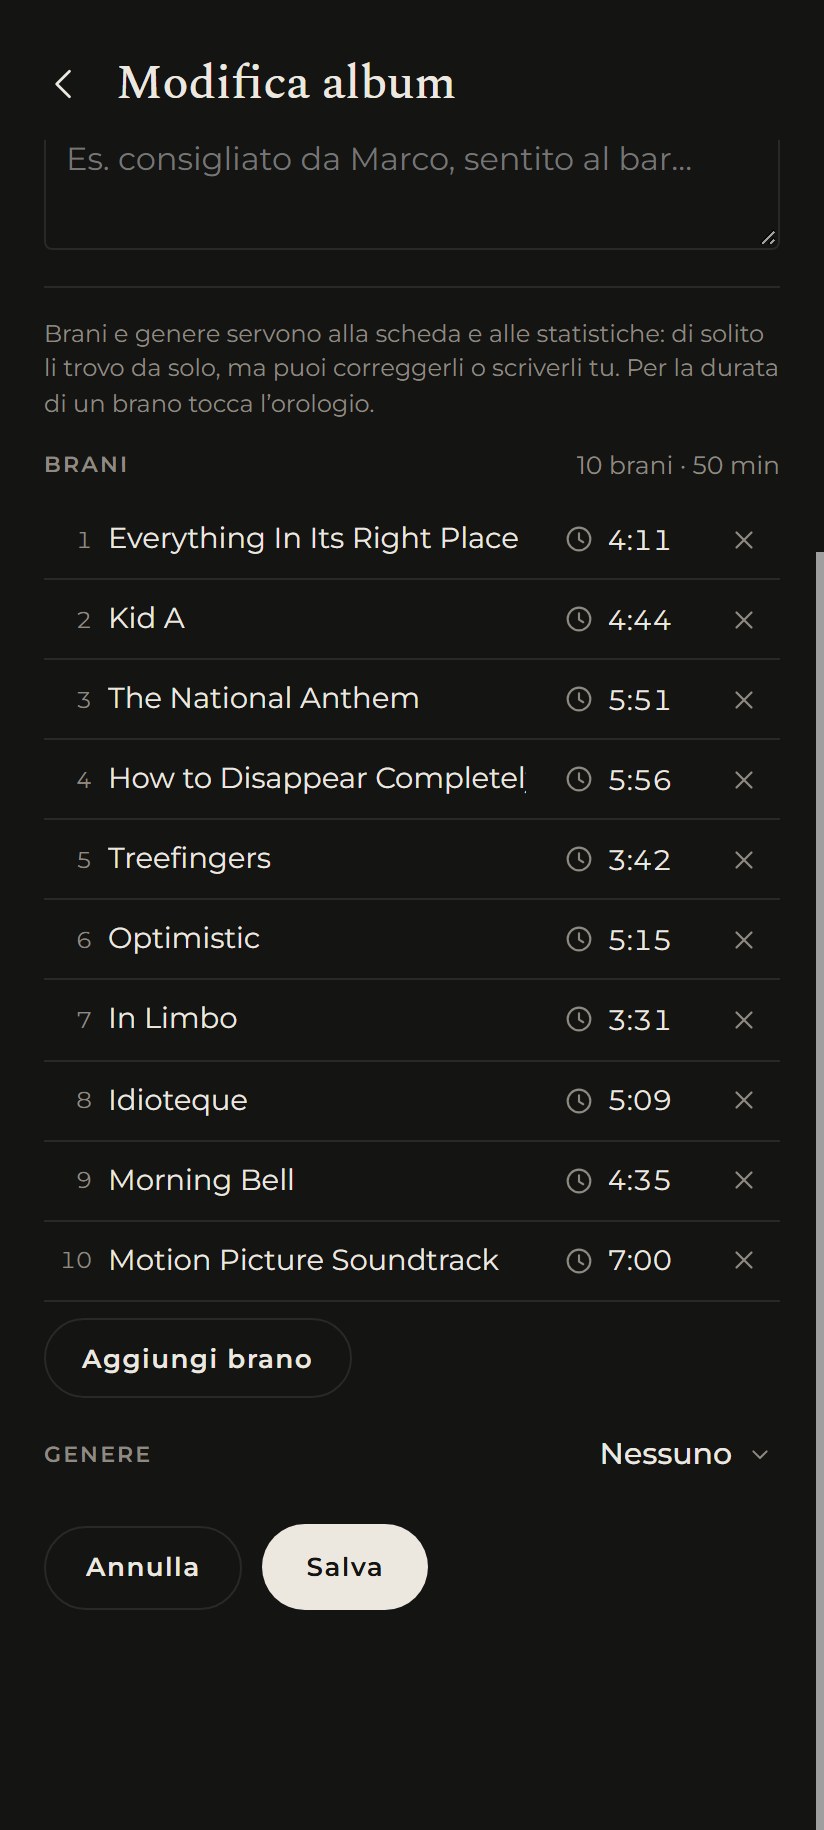 Modifica album
Es. consigliato da Marco, sentito al bar...
Brani e genere servono alla scheda e alle statistiche: di solito
li trovo da solo, ma puoi correggerli o scriverli tu. Per la durata
di un brano tocca l’orologio.
BRANI 10 brani · 50 min
1 Everything In Its Right Place 4:11
2 Kid A 4:44
3 The National Anthem 5:51
4 How to Disappear Completely 5:56
5 Treefingers 3:42
6 Optimistic 5:15
7 In Limbo 3:31
8 Idioteque 5:09
9 Morning Bell 4:35
10 Motion Picture Soundtrack 7:00
Aggiungi brano
GENERE Nessuno
Annulla Salva